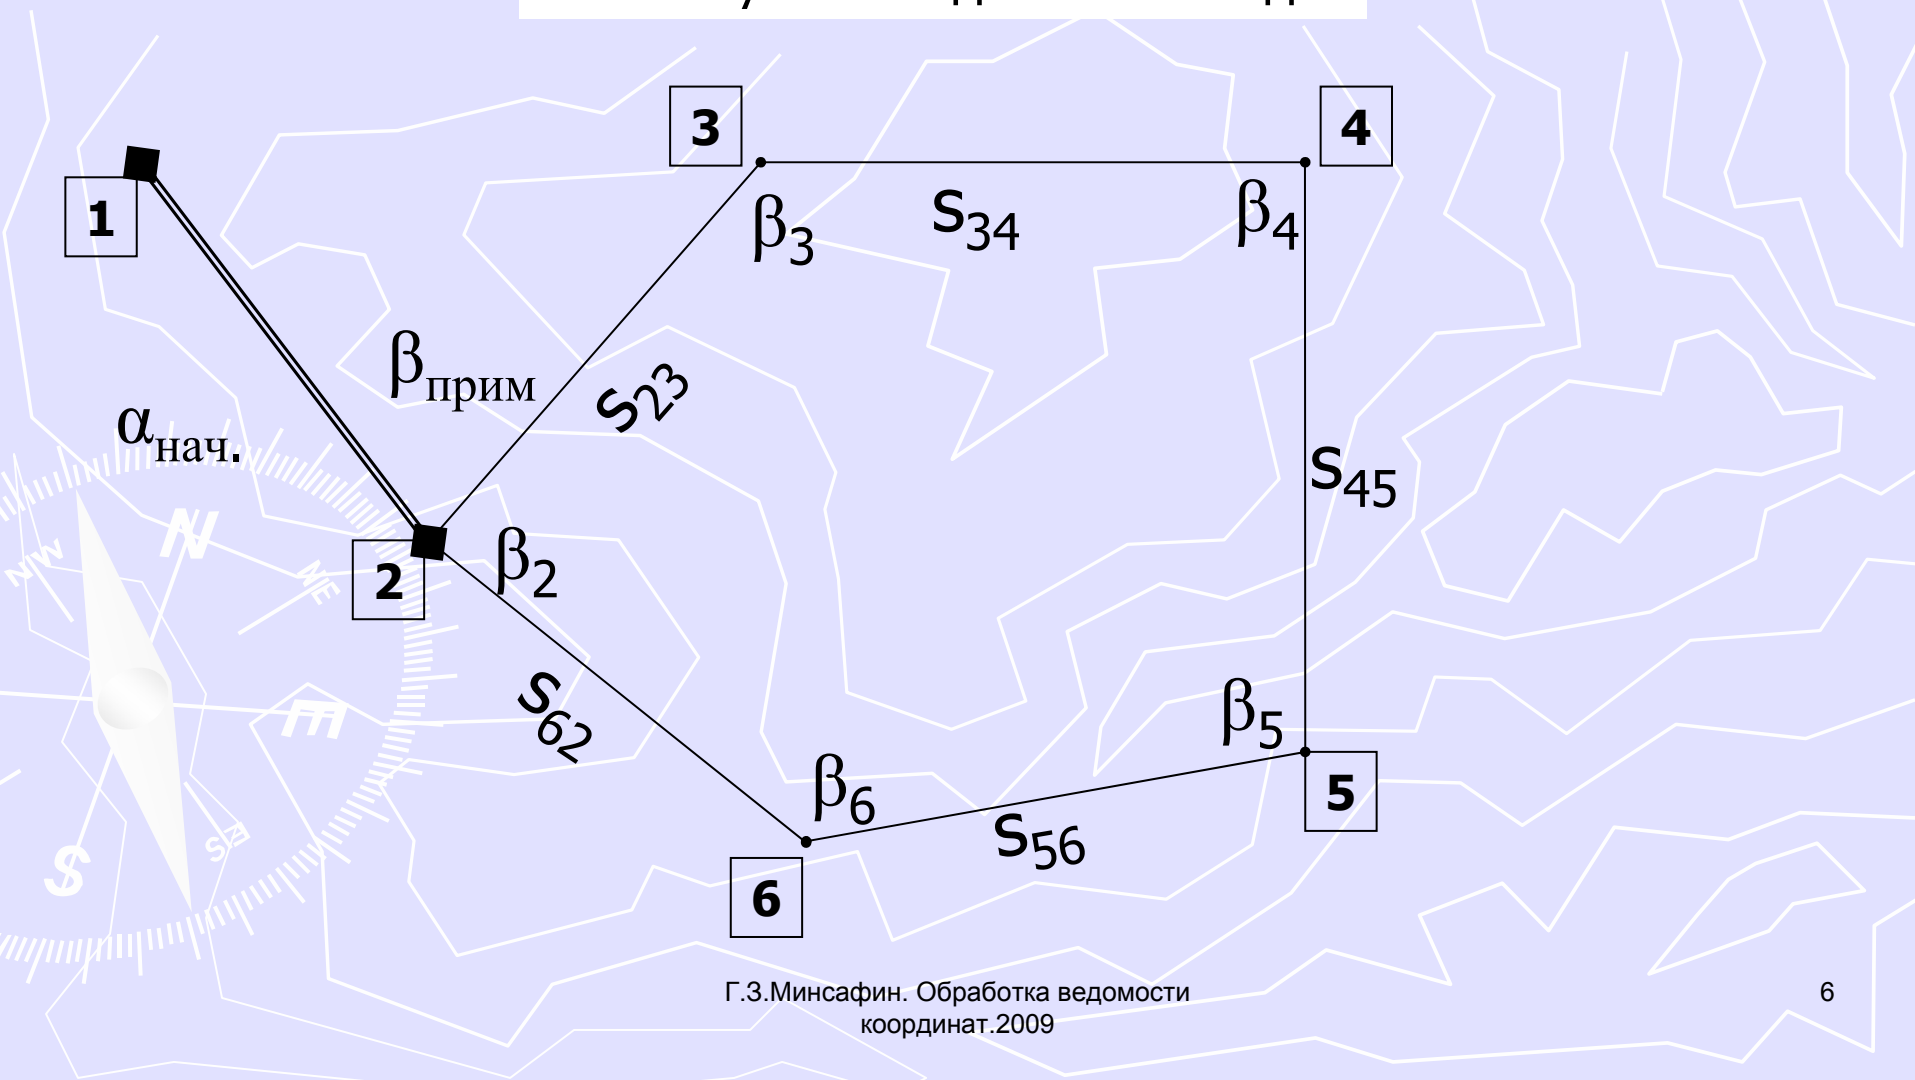 3
4
1
β3
S34
β4
βприм
S23
αнач.
S45
N
NW
NE
2
β2
S62
E
β5
β6
5
S56
SE
S
6
Г.З.Минсафин. Обработка ведомости
координат.2009
6